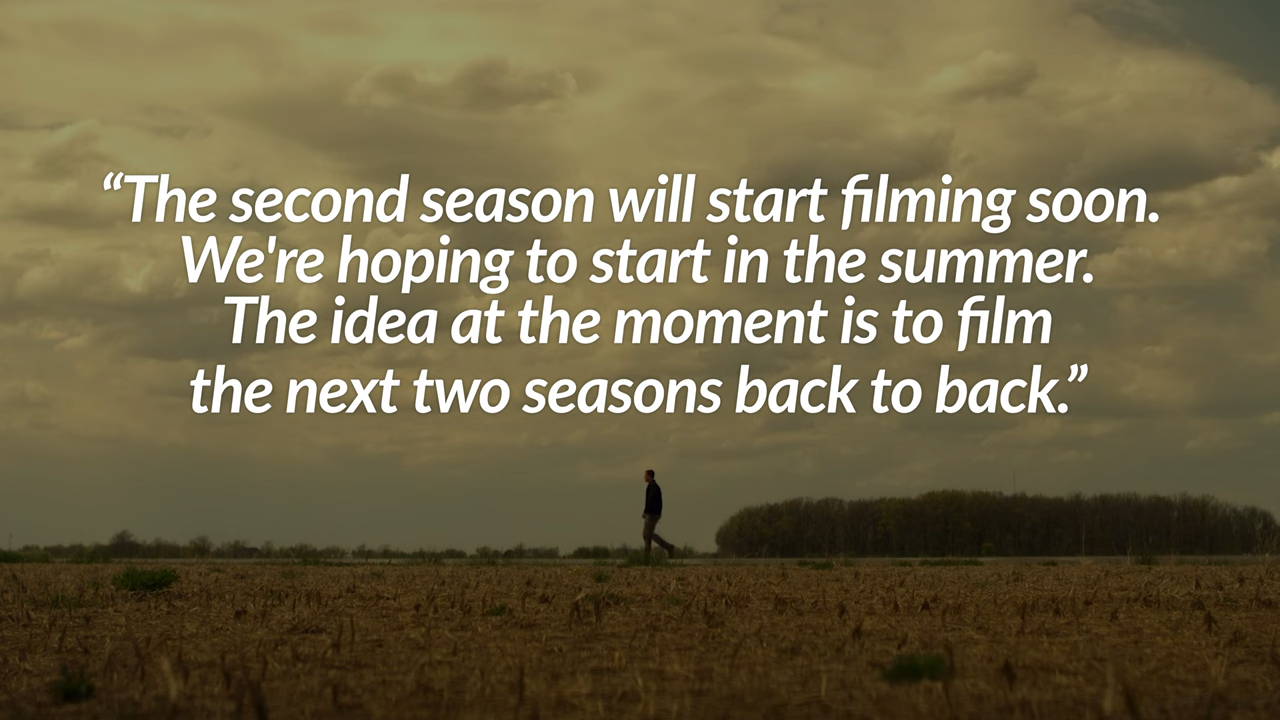 “The second season will start filming soon.
We're hoping to start in the summer.
The idea at the moment is to film
the next two seasons back to back.”